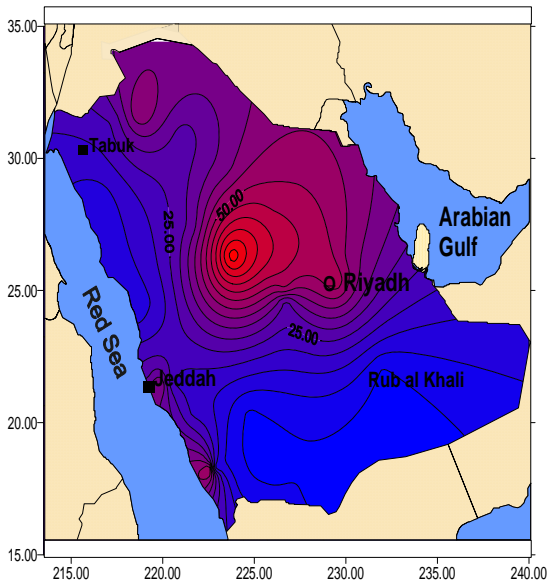 35.00
30.00
25.00
20.00
15.00
Tabuk
50.00
25.00
Arabian
Gulf
Riyadh
Red Sea
25.00
Jeddah
Rub al Khali
215.00 220.00 225.00 230.00 235.00 240.00